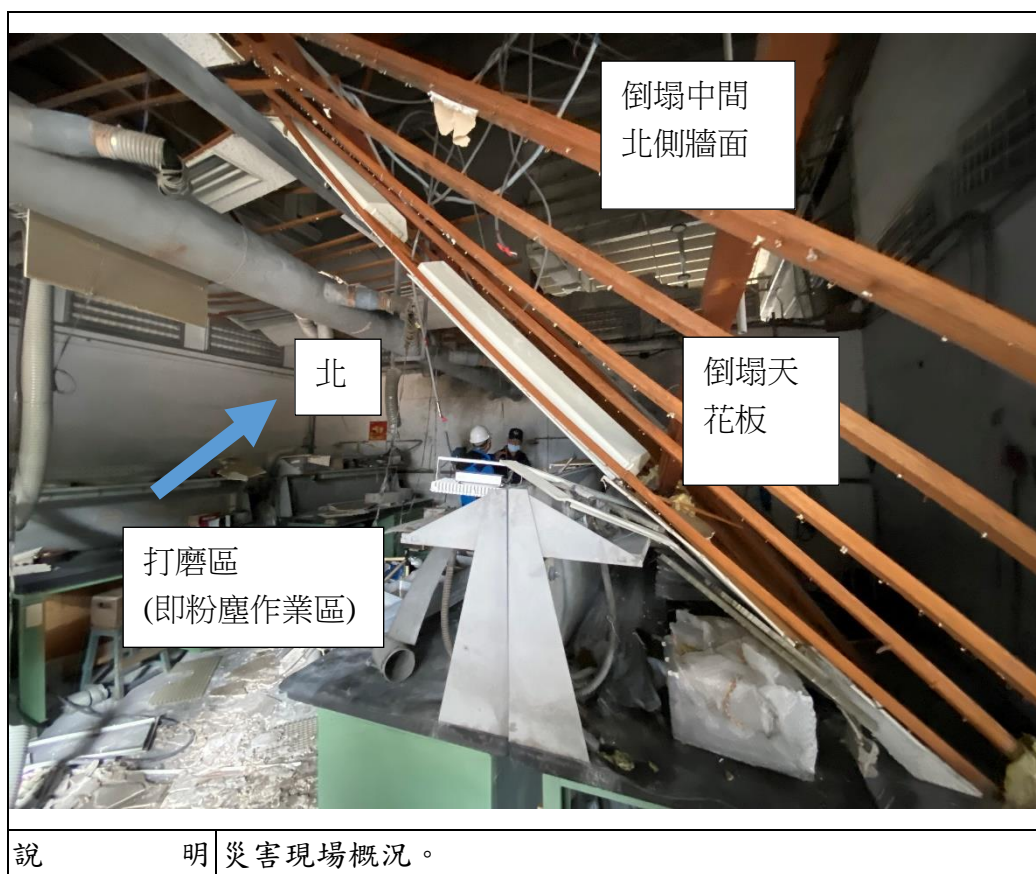 倒塌中間
北側牆面
北
倒塌天
花板
打磨區
(即粉塵作業區)
說 明 災害現場概況。